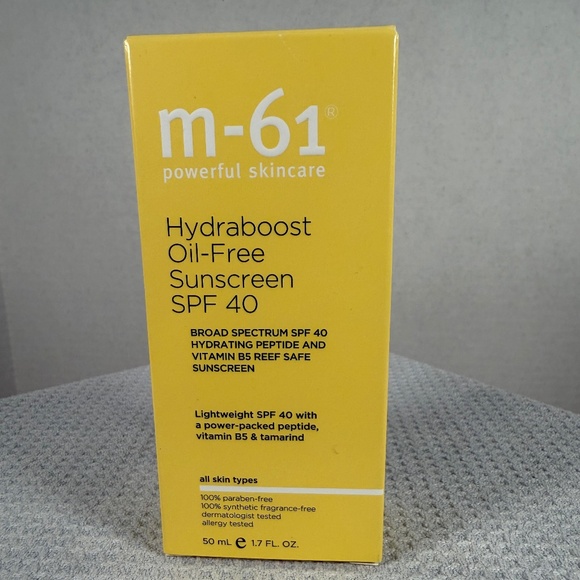 m-61®
powerful skincare
Hydraboost
Oil-Free
Sunscreen
SPF 40
BROAD SPECTRUM SPF 40
HYDRATING PEPTIDE AND
VITAMIN B5 REEF SAFE
SUNSCREEN
Lightweight SPF 40 with
a power-packed peptide,
vitamin B5 & tamarind
all skin types
100% paraben-free
100% synthetic fragrance-free
dermatologist tested
allergy tested
50 mL ℮ 1.7 FL. OZ.